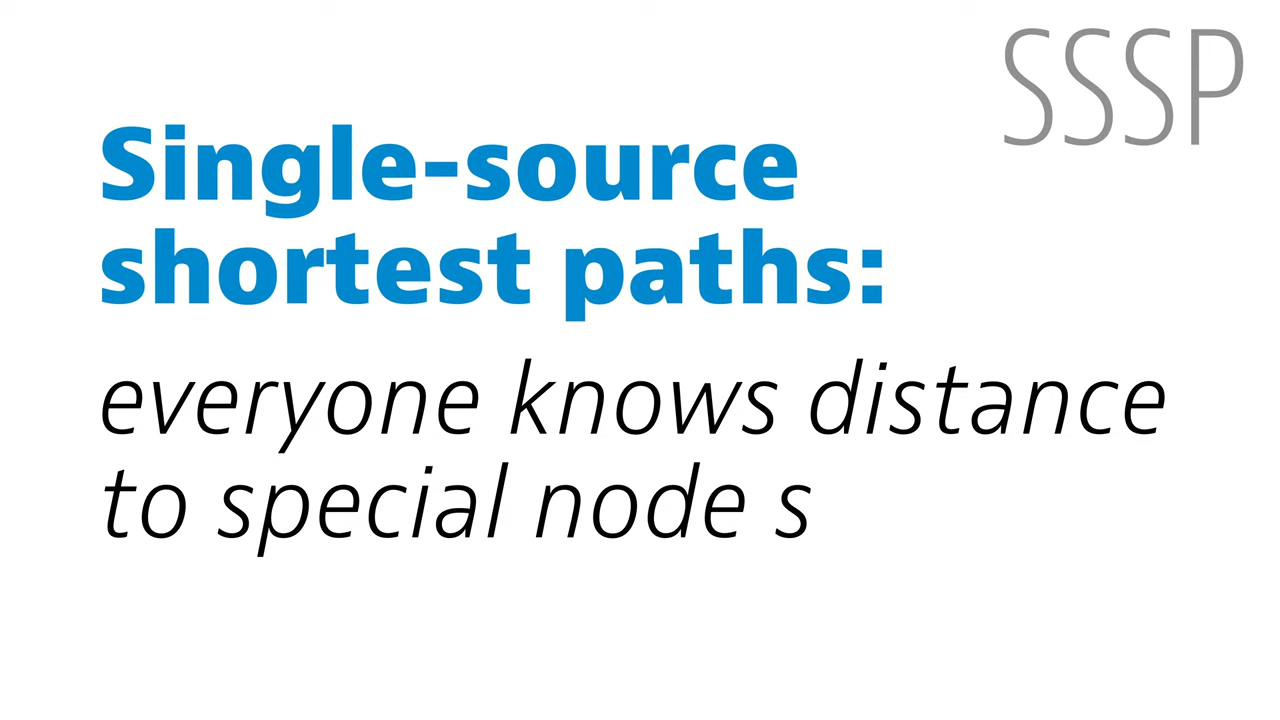 SSSP
Single-source
shortest paths:
everyone knows distance
to special node s